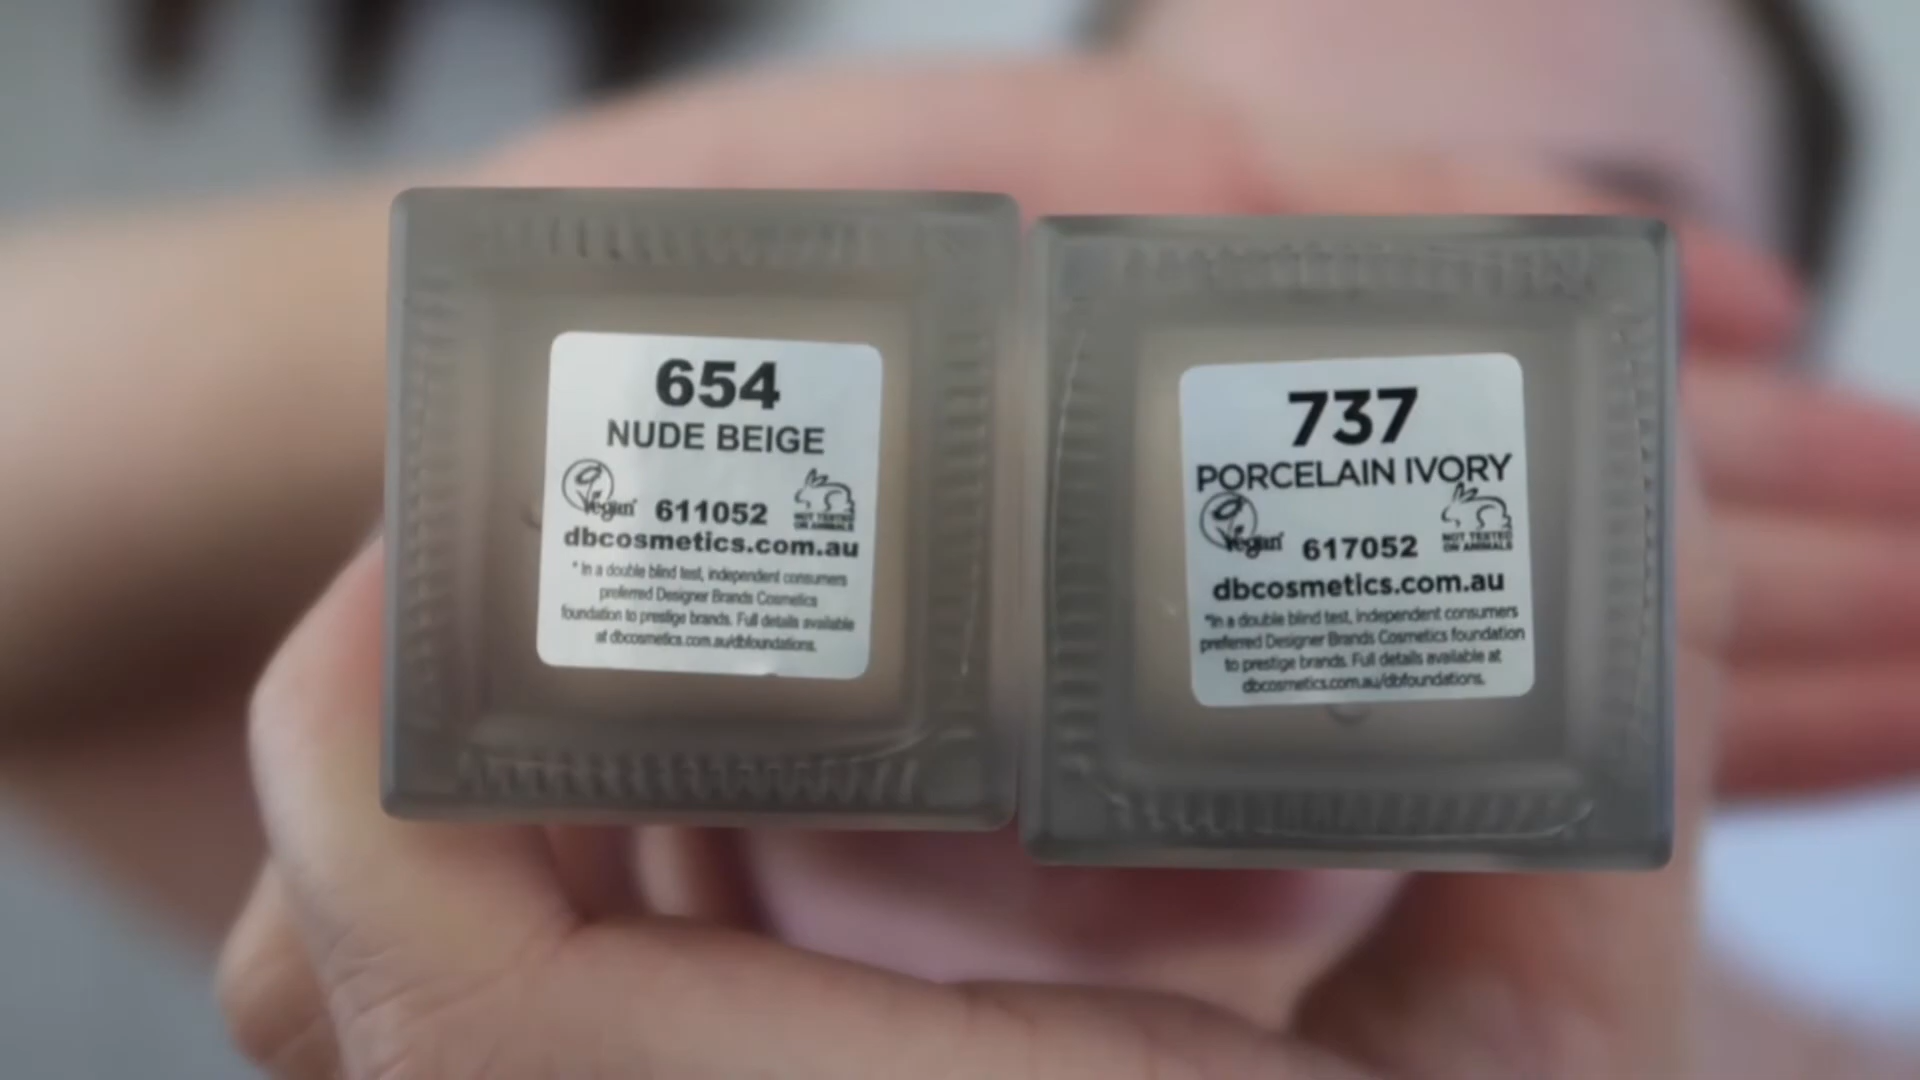 654
NUDE BEIGE
Vegan
611052
NOT TESTED
ON ANIMALS
dbcosmetics.com.au
* In a double blind test, independent consumers
preferred Designer Brands Cosmetics
foundation to prestige brands. Full details available
at dbcosmetics.com.au/dbfoundations.
737
PORCELAIN IVORY
Vegan
617052
NOT TESTED
ON ANIMALS
dbcosmetics.com.au
*In a double blind test, independent consumers
preferred Designer Brands Cosmetics foundation
to prestige brands. Full details available at
dbcosmetics.com.au/dbfoundations.